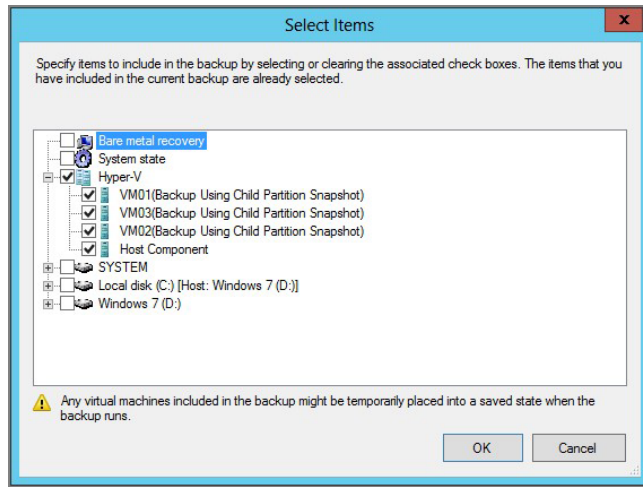 Select Items
x
Specify items to include in the backup by selecting or clearing the associated check boxes. The items that you
have included in the current backup are already selected.
Bare metal recovery
System state
Hyper-V
VM01(Backup Using Child Partition Snapshot)
VM03(Backup Using Child Partition Snapshot)
VM02(Backup Using Child Partition Snapshot)
Host Component
SYSTEM
Local disk (C:) [Host: Windows 7 (D:)]
Windows 7 (D:)
Any virtual machines included in the backup might be temporarily placed into a saved state when the
backup runs.
OK Cancel